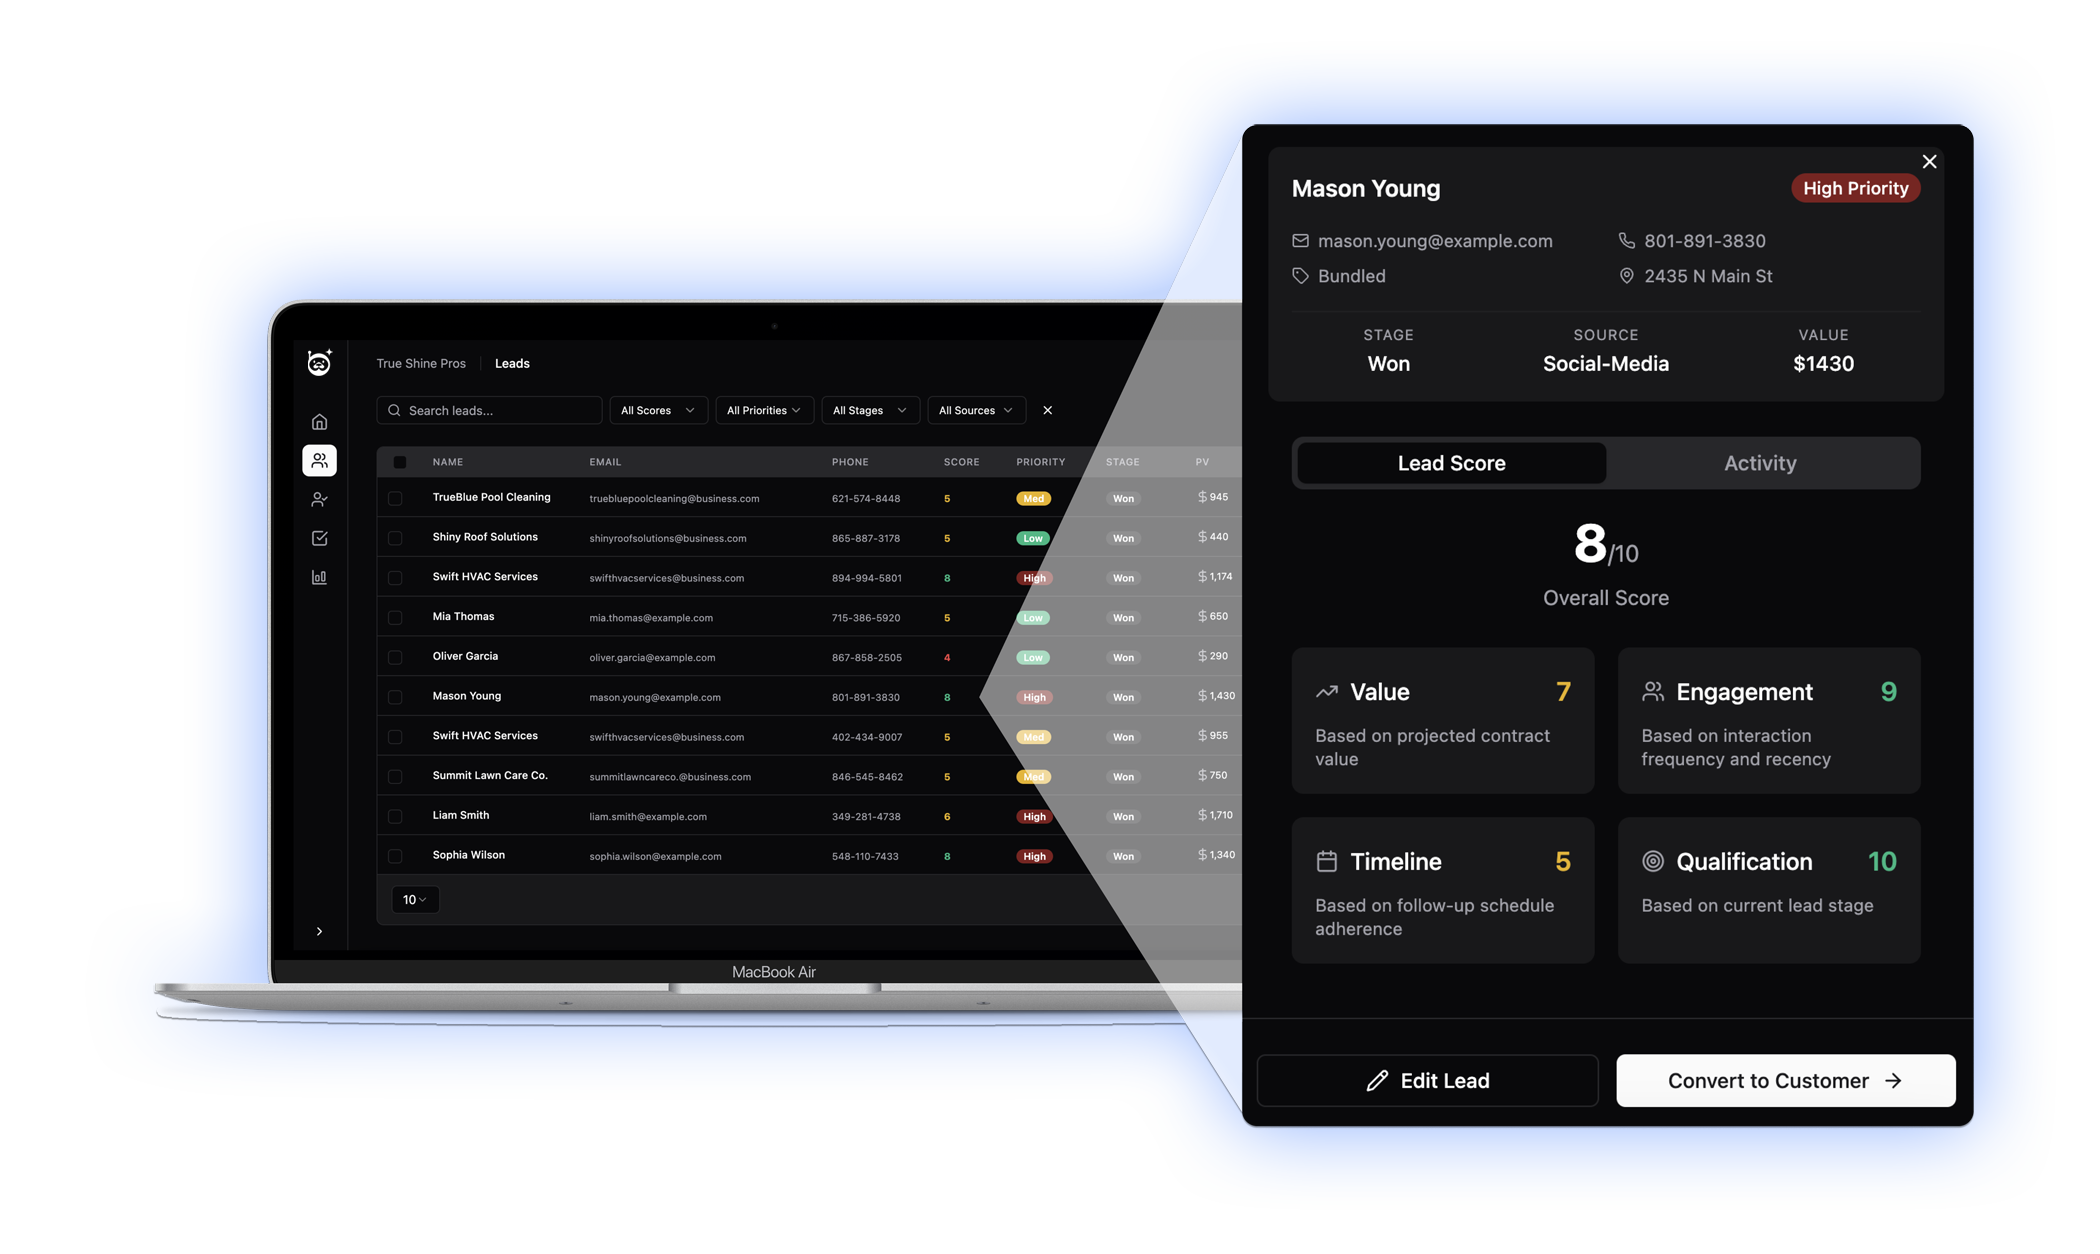 True Shine Pros Leads
Search leads... All Scores All Priorities All Stages All Sources
NAME EMAIL PHONE SCORE PRIORITY STAGE PV
TrueBlue Pool Cleaning truebluepoolcleaning@business.com 621-574-8448 5 Med Won $945
Shiny Roof Solutions shinyroofsolutions@business.com 865-887-3178 5 Low Won $440
Swift HVAC Services swifthvacservices@business.com 894-994-5801 8 High Won $1,174
Mia Thomas mia.thomas@example.com 715-386-5920 5 Low Won $650
Oliver Garcia oliver.garcia@example.com 867-858-2505 4 Low Won $290
Mason Young mason.young@example.com 801-891-3830 8 High Won $1,430
Swift HVAC Services swifthvacservices@business.com 402-434-9007 5 Med Won $955
Summit Lawn Care Co. summitlawncareco.@business.com 846-545-8462 5 Med Won $750
Liam Smith liam.smith@example.com 349-281-4738 6 High Won $1,710
Sophia Wilson sophia.wilson@example.com 548-110-7433 8 High Won $1,340
10
MacBook Air
Mason Young High Priority
mason.young@example.com 801-891-3830
Bundled 2435 N Main St
STAGE SOURCE VALUE
Won Social-Media $1430
Lead Score Activity
8/10
Overall Score
Value 7
Based on projected contract
value
Engagement 9
Based on interaction
frequency and recency
Timeline 5
Based on follow-up schedule
adherence
Qualification 10
Based on current lead stage
Edit Lead Convert to Customer